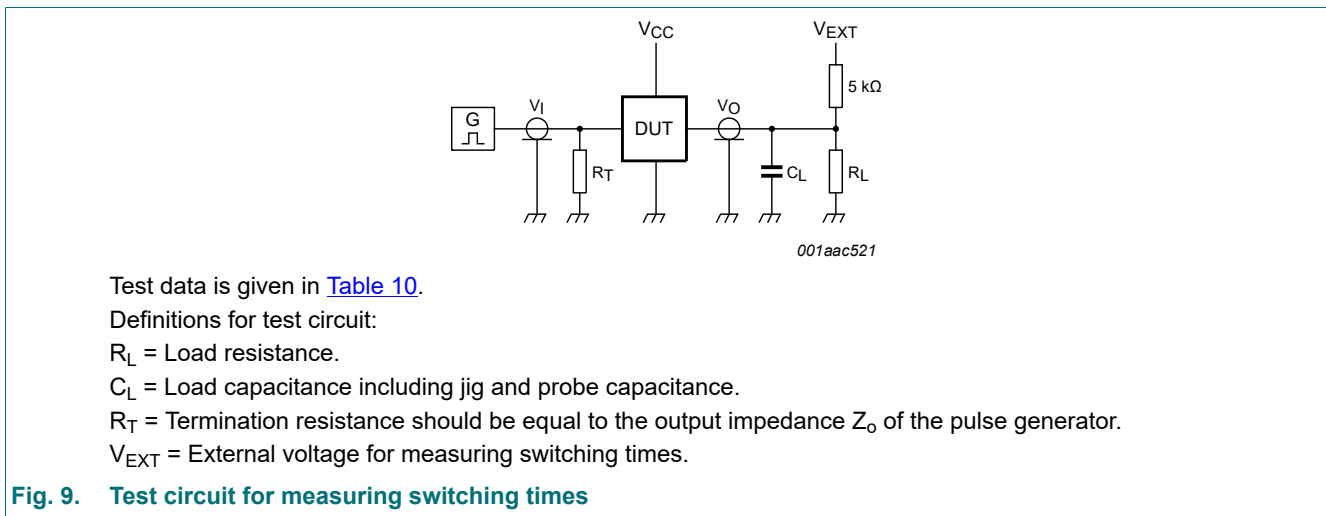 VCC
VEXT
5 kΩ
G
VI
VO
DUT
RT
CL
RL
001aac521
Test data is given in Table 10.
Definitions for test circuit:
RL = Load resistance.
CL = Load capacitance including jig and probe capacitance.
RT = Termination resistance should be equal to the output impedance Zo of the pulse generator.
VEXT = External voltage for measuring switching times.
Fig. 9. Test circuit for measuring switching times